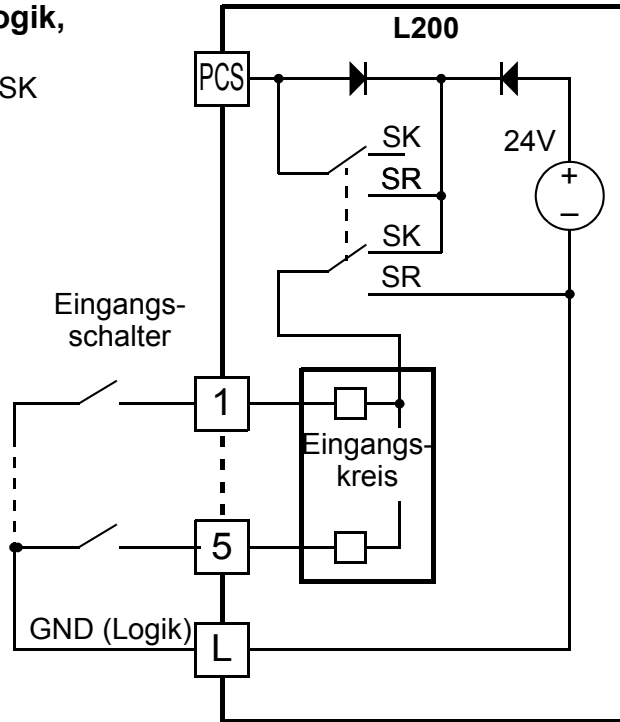 ogik,
SK
L200
PCS
SK
24V
SR
+
–
SK
SR
Eingangs-
schalter
1
Eingangs-
kreis
5
GND (Logik)
L